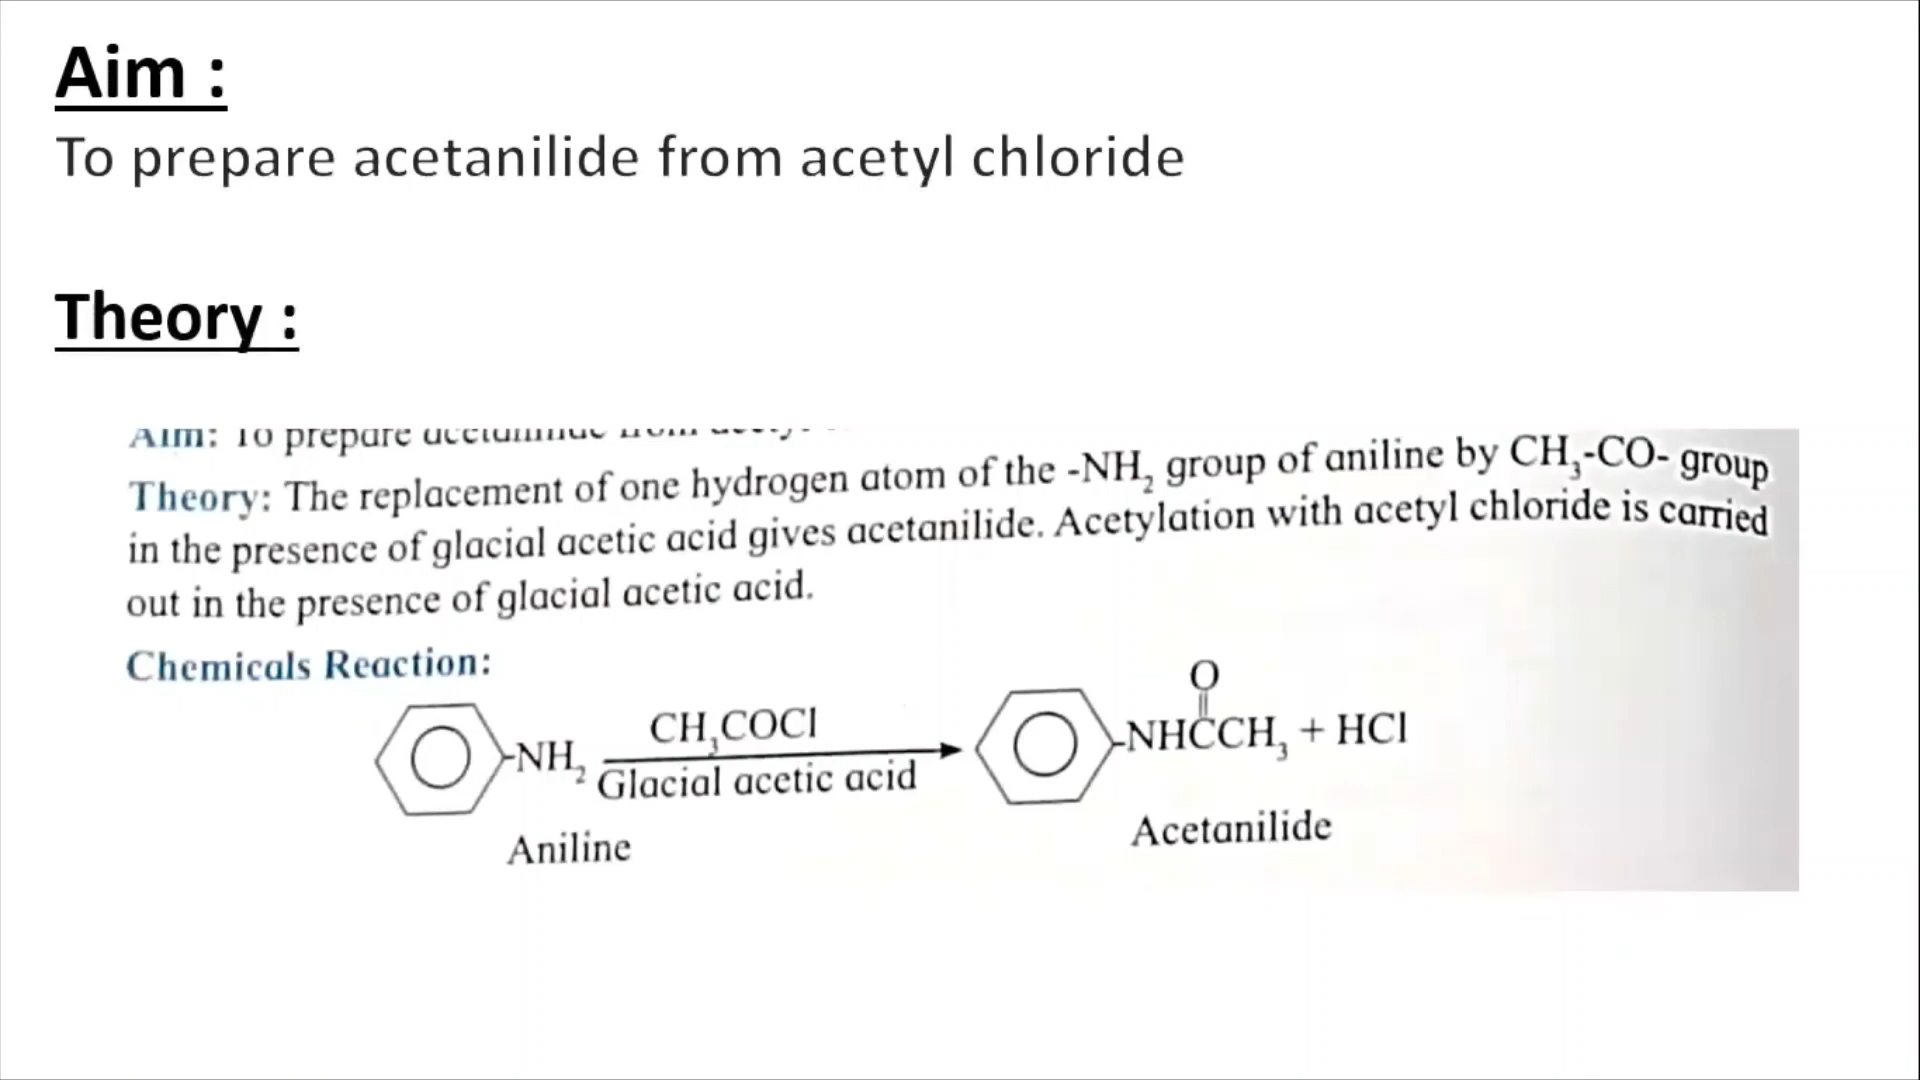 Aim :
To prepare acetanilide from acetyl chloride
Theory :
Aim: To prepare
Theory: The replacement of one hydrogen atom of the -NH₂ group of aniline by CH₃-CO- group
in the presence of glacial acetic acid gives acetanilide. Acetylation with acetyl chloride is carried
out in the presence of glacial acetic acid.
Chemicals Reaction:
O
CH₃COCl
-NH₂
-NHCCH₃ + HCl
Glacial acetic acid
Aniline
Acetanilide